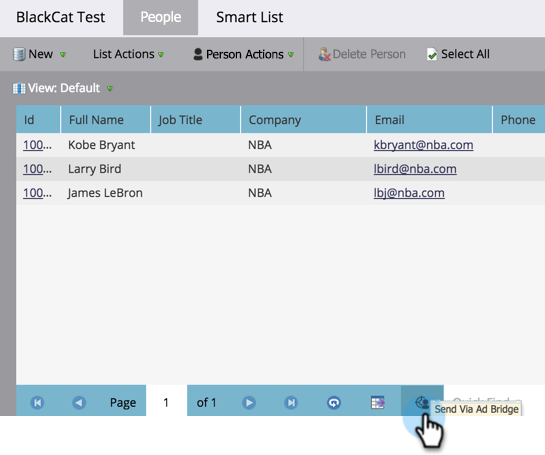 BlackCat Test People Smart List
New List Actions Person Actions Delete Person Select All
View: Default
Id Full Name Job Title Company Email Phone
100... Kobe Bryant NBA kbryant@nba.com
100... Larry Bird NBA lbird@nba.com
100... James LeBron NBA lbj@nba.com
Page 1 of 1 Quick Find
Send Via Ad Bridge